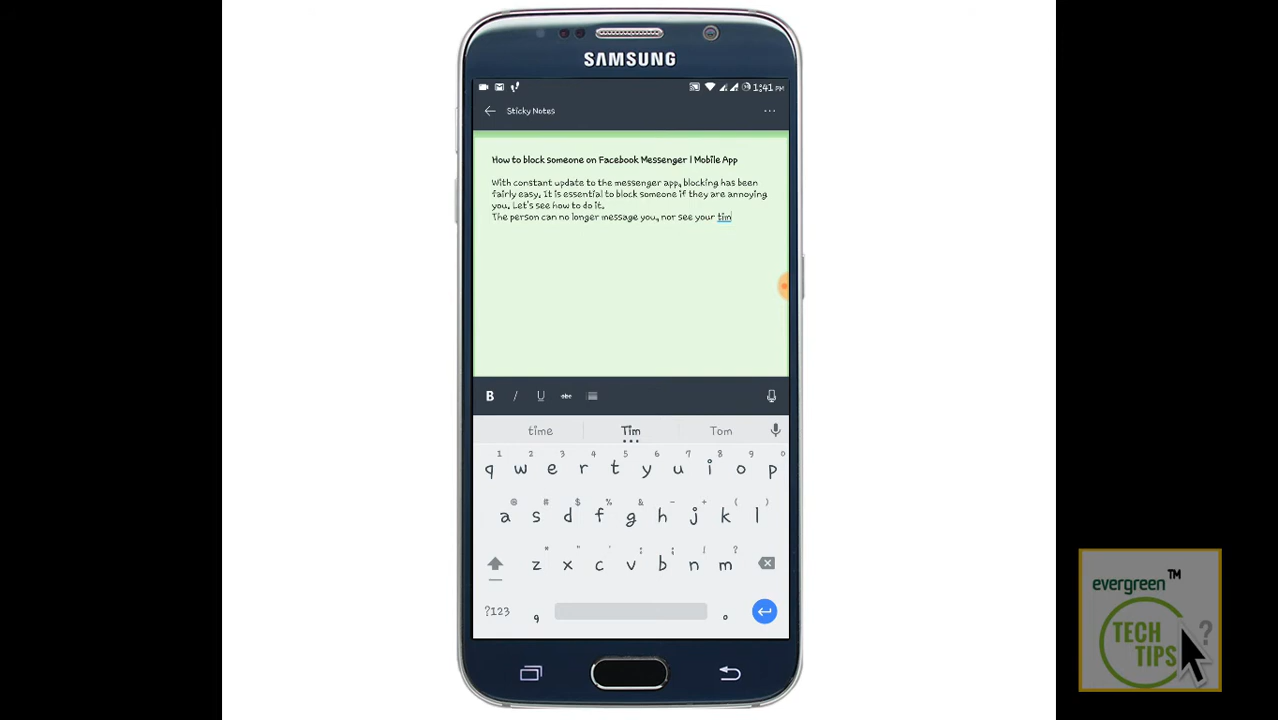 SAMSUNG
1:41 PM
Sticky Notes
How to block someone on Facebook Messenger | Mobile App
With constant update to the messenger app, blocking has been
fairly easy. It is essential to block someone if they are annoying
you. Let's see how to do it.
The person can no longer message you, nor see your tim
B / U abc
time Tim Tom
1 2 3 4 5 6 7 8 9 0
q w e r t y u i o p
@ # $ % & - + ( )
a s d f g h j k l
* " ' : ; ! ?
z x c v b n m
?123 , .
evergreen™
TECH
TIPS
?